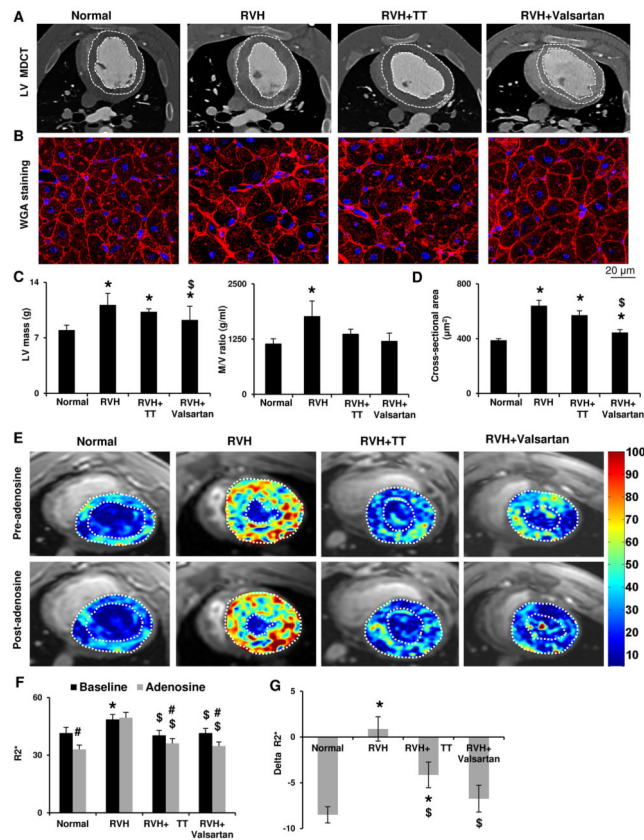 A
Normal
RVH
RVH+TT
RVH+Valsartan
LV MDCT
B
WGA staining
20 µm
C
LV mass (g)
14
7
0
*
*
$
*
Normal
RVH
RVH+
TT
RVH+
Valsartan
M/V ratio (g/ml)
2500
1250
0
*
Normal
RVH
RVH+
TT
RVH+
Valsartan
D
Cross-sectional area
(µm²)
800
400
0
*
*
$
*
Normal
RVH
RVH+
TT
RVH+
Valsartan
E
Normal
RVH
RVH+TT
RVH+Valsartan
Pre-adenosine
Post-adenosine
100
90
80
70
60
50
40
30
20
10
F
Baseline
Adenosine
R2*
60
30
0
#
*
$
#
$
$
#
$
Normal
RVH
RVH+ TT
RVH+
Valsartan
G
Delta R2*
5
0
-5
-10
*
Normal
RVH
RVH+ TT
RVH+
Valsartan
*
$
$